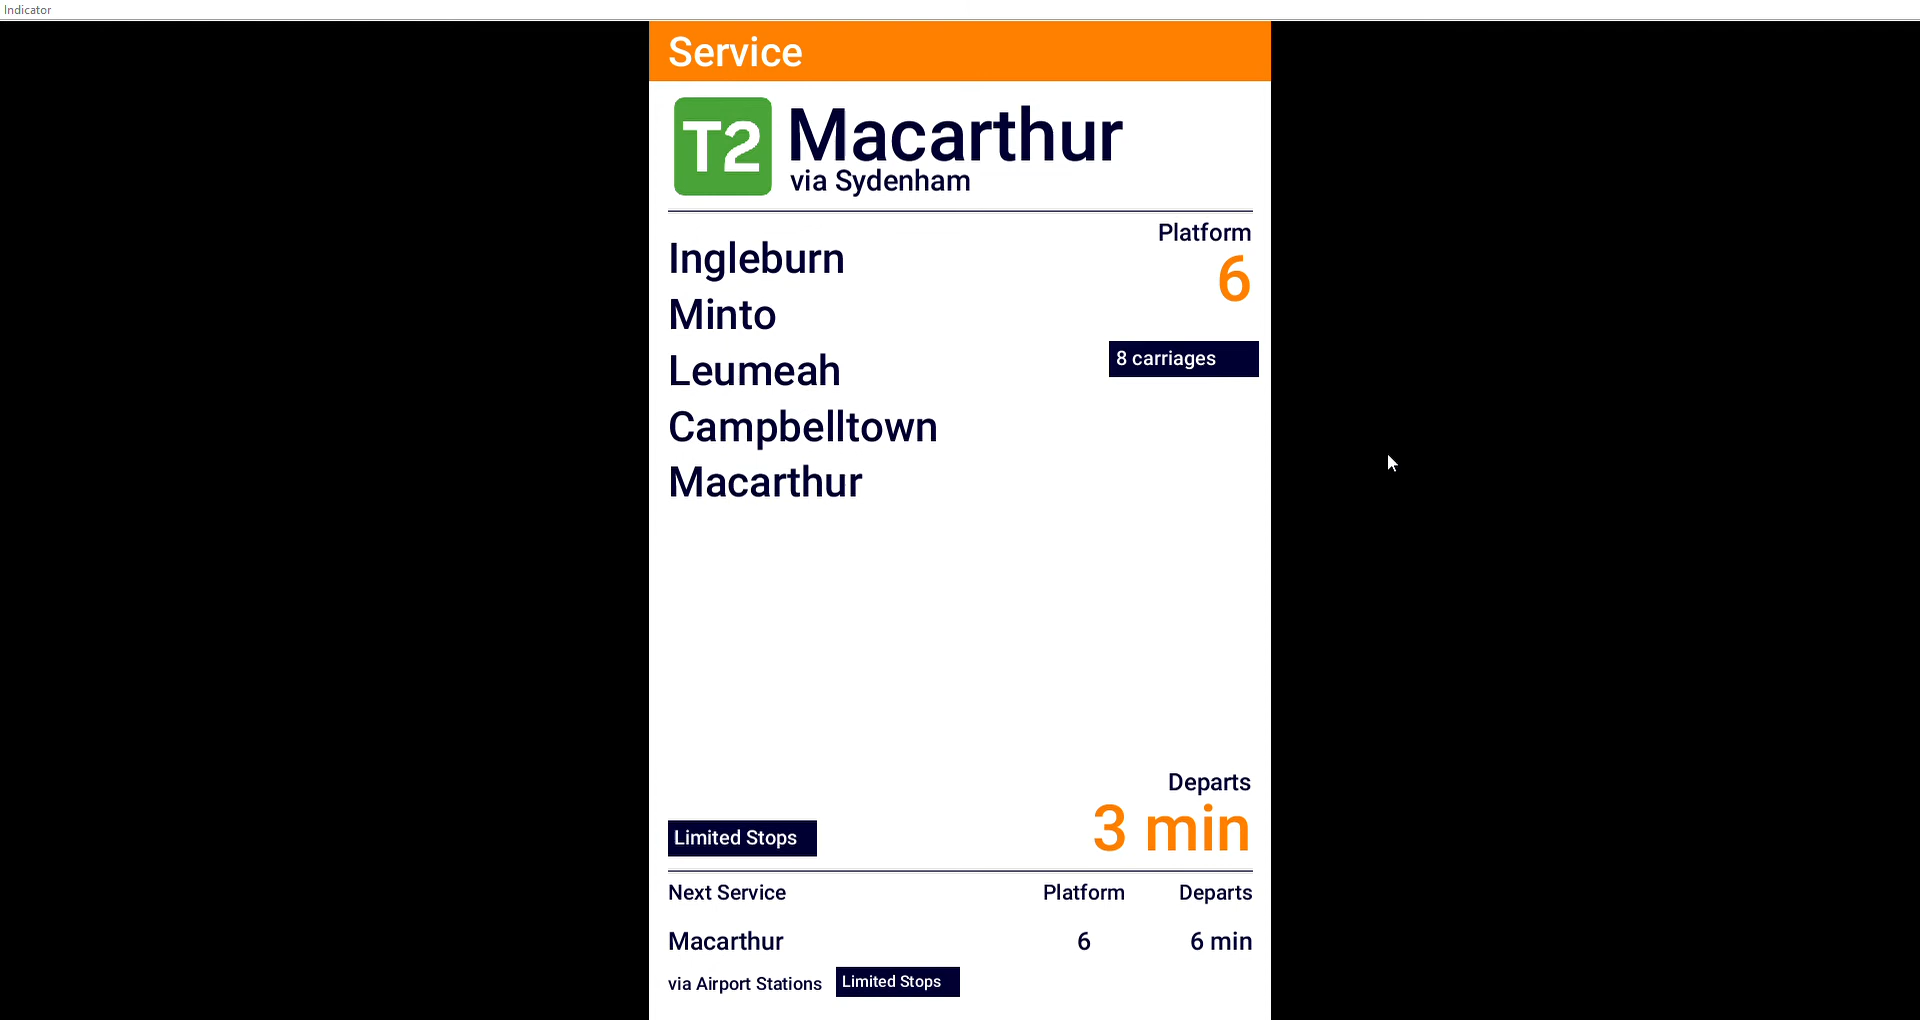 Indicator
Service
T2 Macarthur
via Sydenham
Platform
6
Ingleburn
Minto
Leumeah
Campbelltown
Macarthur
8 carriages
Departs
3 min
Limited Stops
Next Service Platform Departs
Macarthur 6 6 min
via Airport Stations Limited Stops